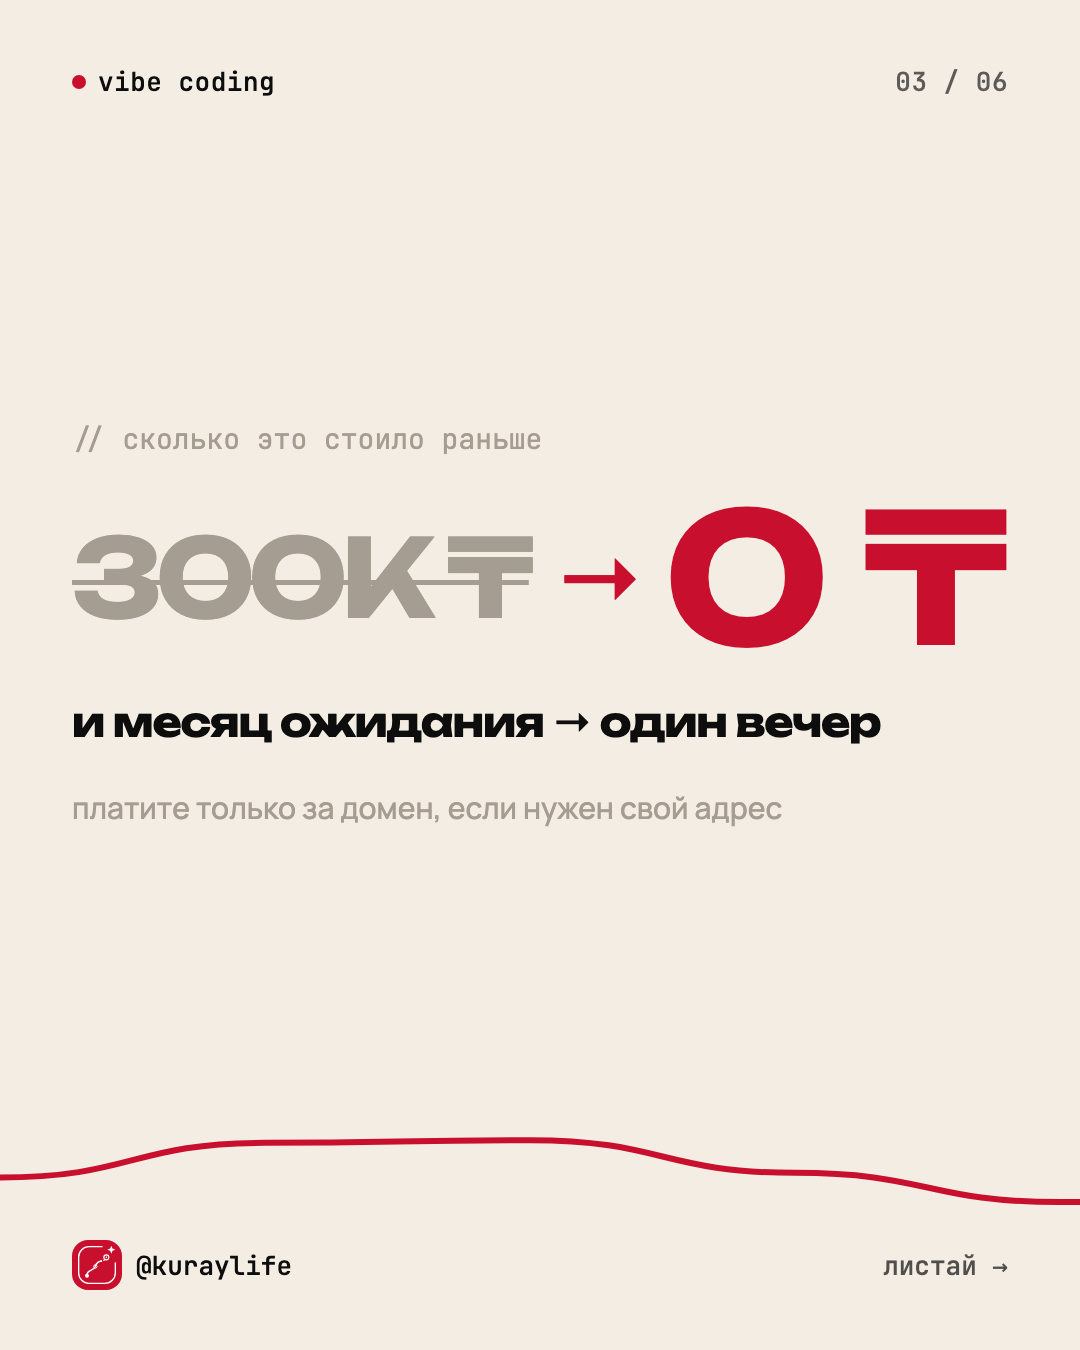 vibe coding
03 / 06
// сколько это стоило раньше
300K₸ → 0 ₸
и месяц ожидания → один вечер
платите только за домен, если нужен свой адрес
@kuraylife
листай →